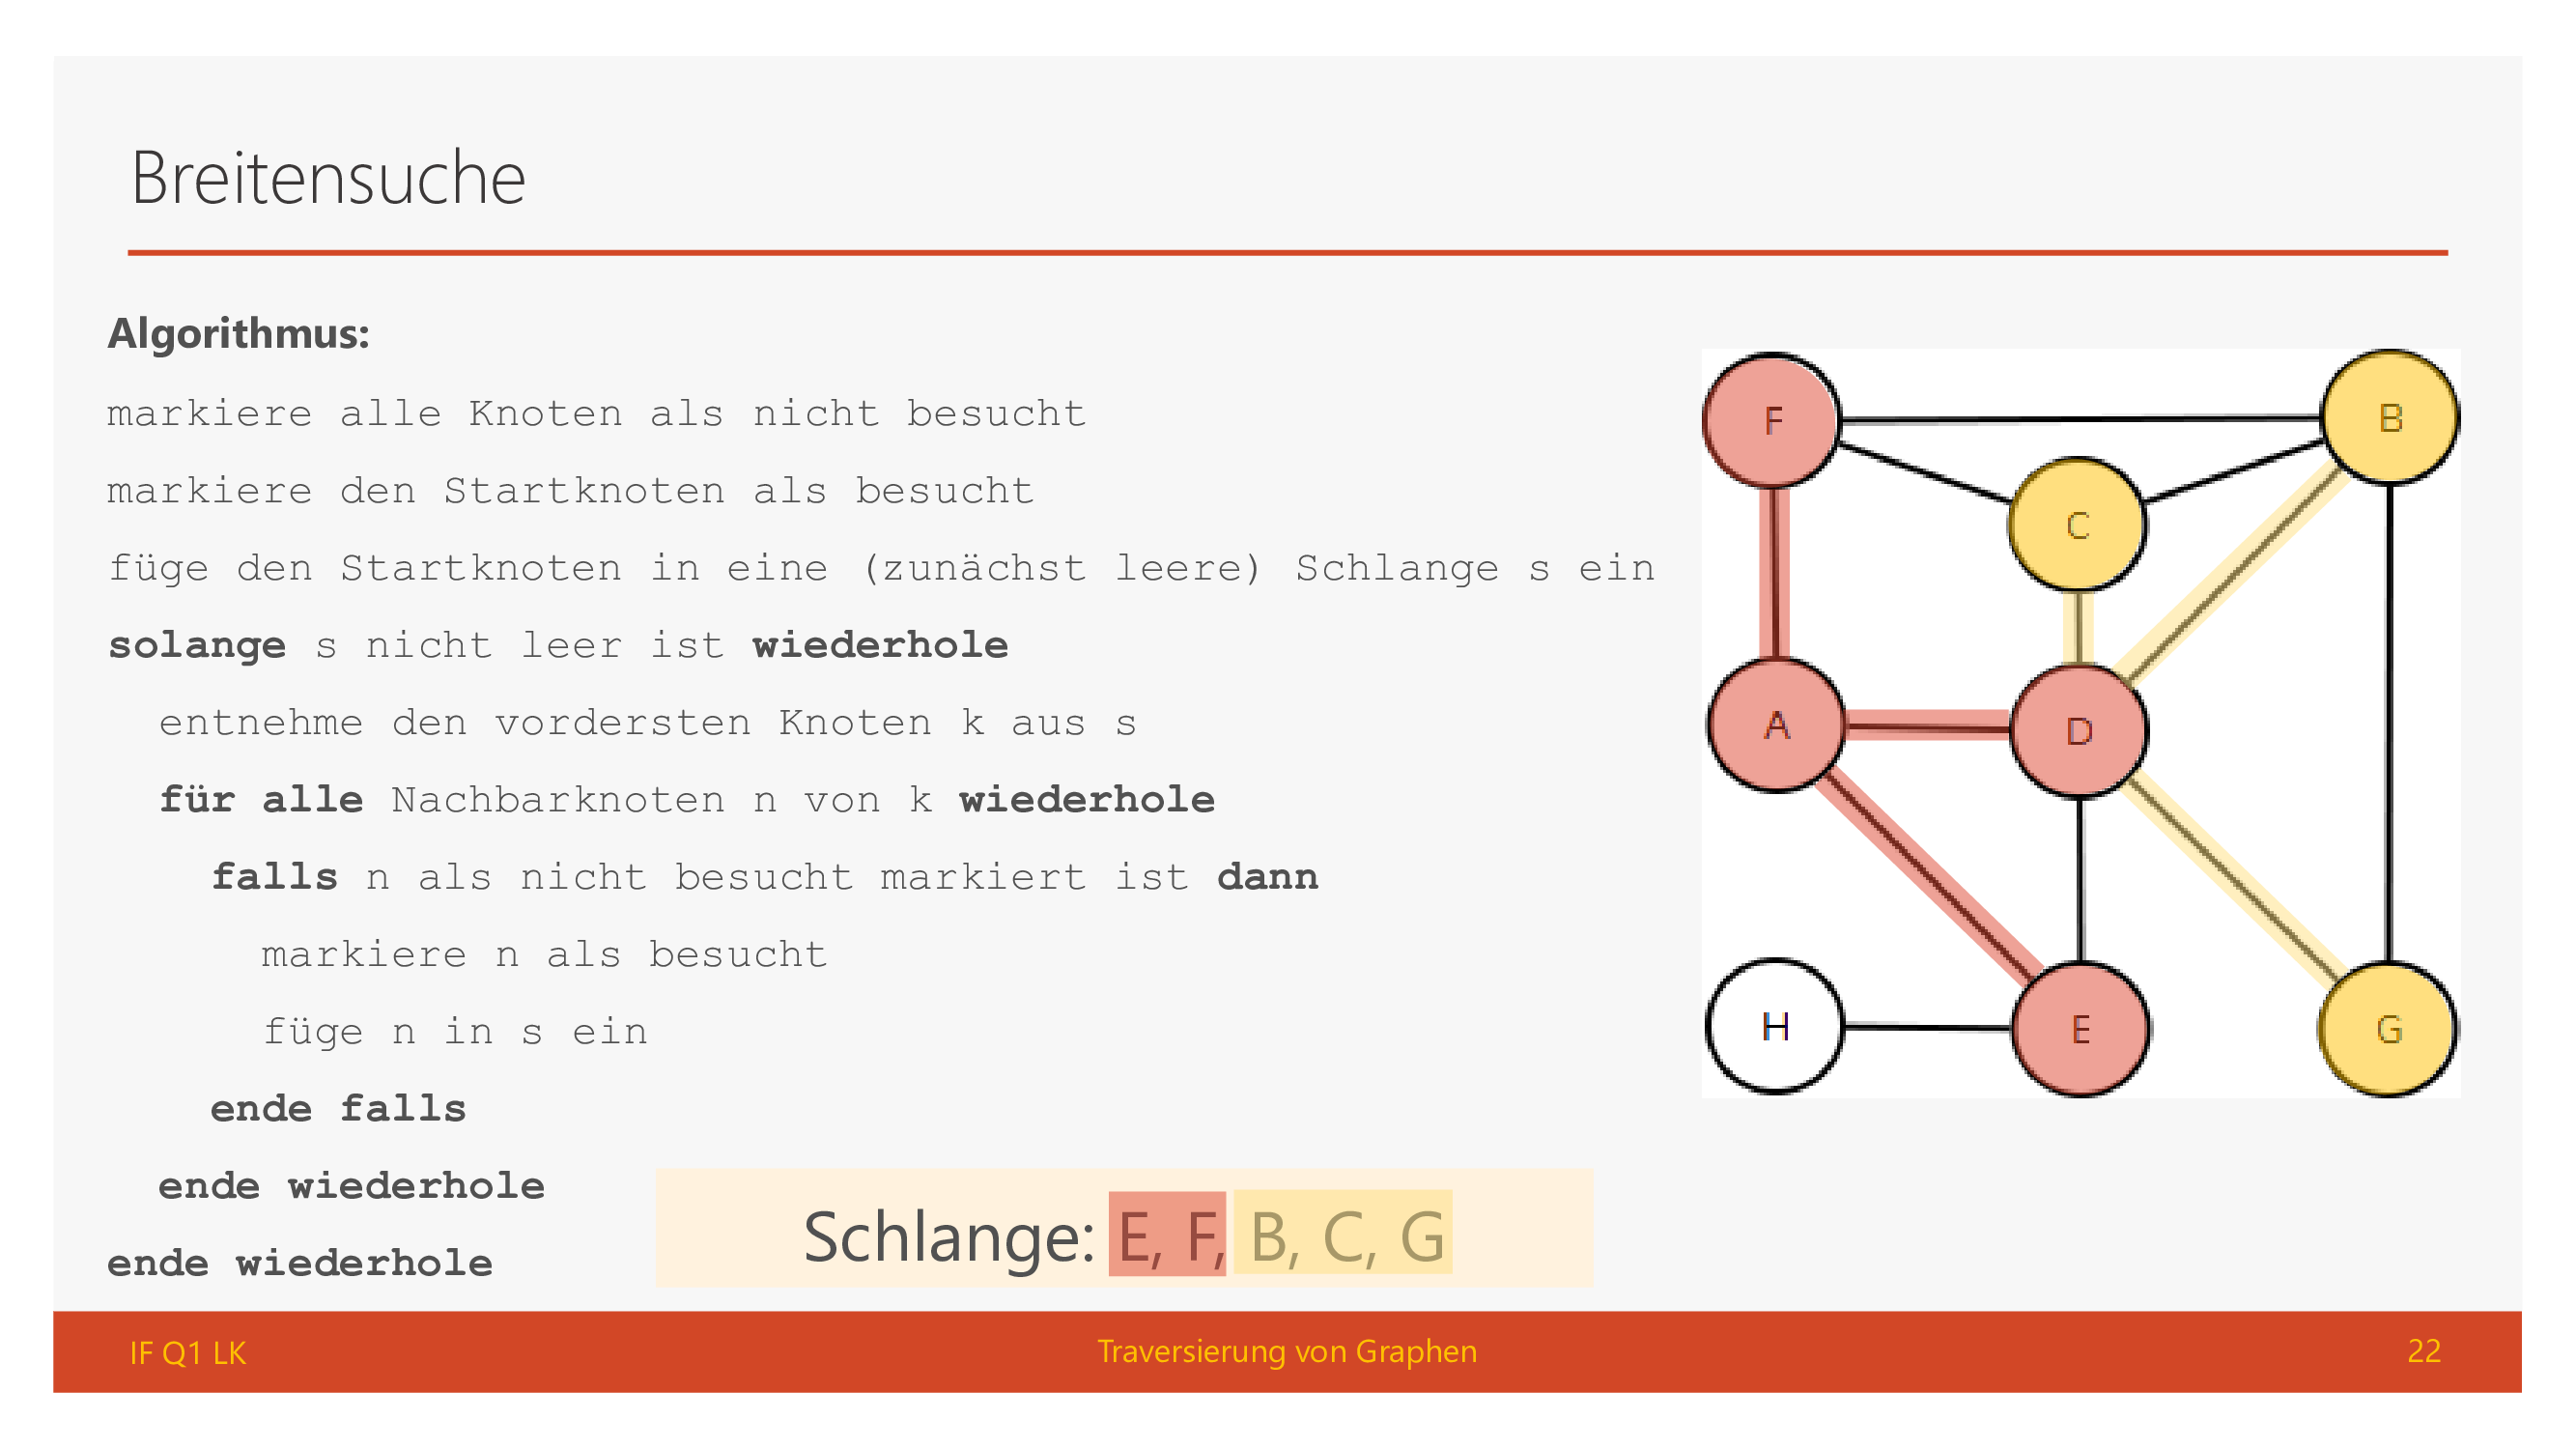 Breitensuche
Algorithmus:
markiere alle Knoten als nicht besucht
markiere den Startknoten als besucht
füge den Startknoten in eine (zunächst leere) Schlange s ein
solange s nicht leer ist wiederhole
entnehme den vordersten Knoten k aus s
für alle Nachbarknoten n von k wiederhole
falls n als nicht besucht markiert ist dann
markiere n als besucht
füge n in s ein
ende falls
ende wiederhole
ende wiederhole
Schlange: E, F, B, C, G
F
B
C
A
D
H
E
G
IF Q1 LK
Traversierung von Graphen
22